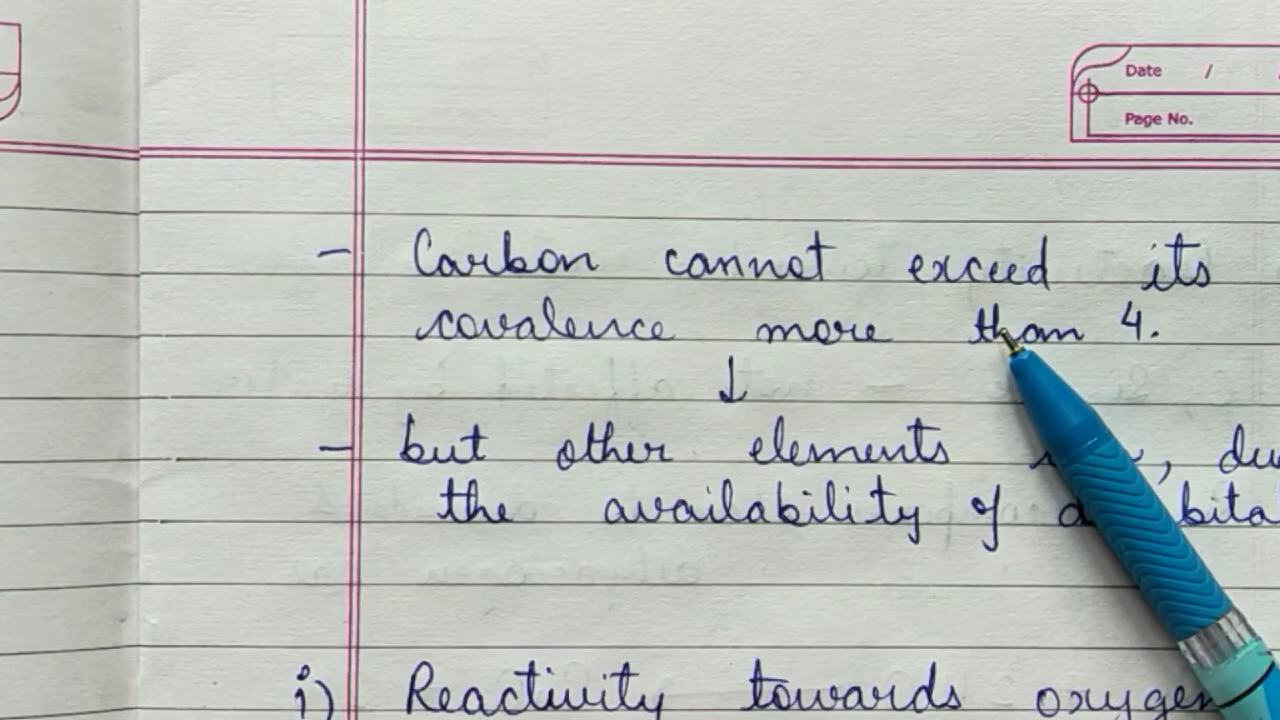 Date /
Page No.
- Carbon cannot exceed its
covalence more than 4.
↓
- but other elements
the availability of
i) Reactivity towards oxygen